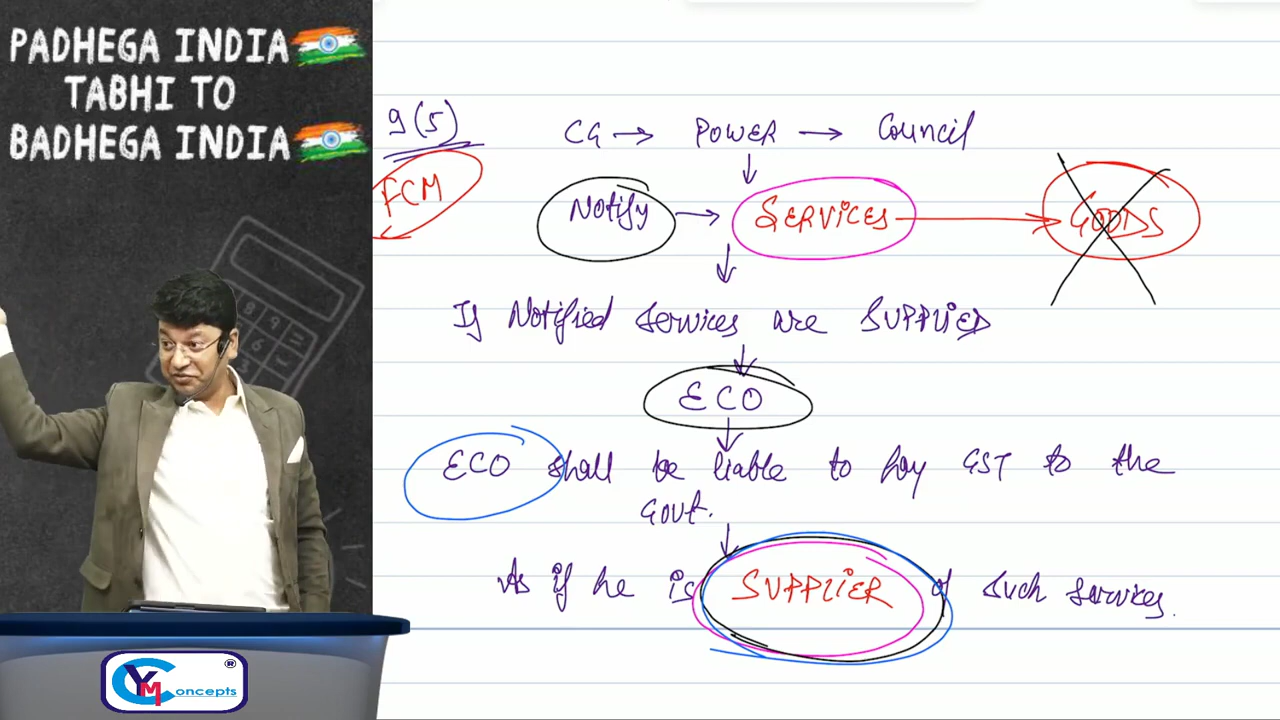 PADHEGA INDIA
TABHI TO
BADHEGA INDIA
9(5)
CG → POWER → Council
FCM
Notify → SERVICES → GOODS
If Notified Services are SUPPLIED
ECO
ECO shall be liable to pay GST to the
Govt.
As if he is SUPPLIER of such services.
YM Concepts ®
8 9 =